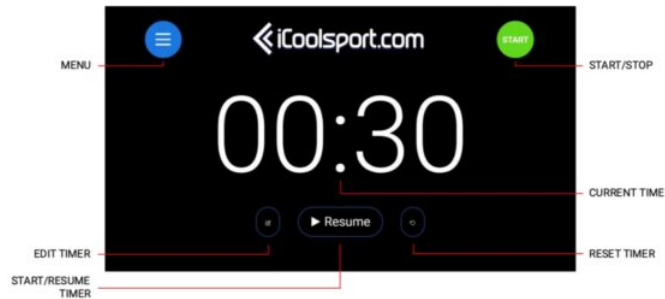 iCoolsport.com
START
MENU
START/STOP
00:30
CURRENT TIME
▶ Resume
EDIT TIMER
RESET TIMER
START/RESUME
TIMER